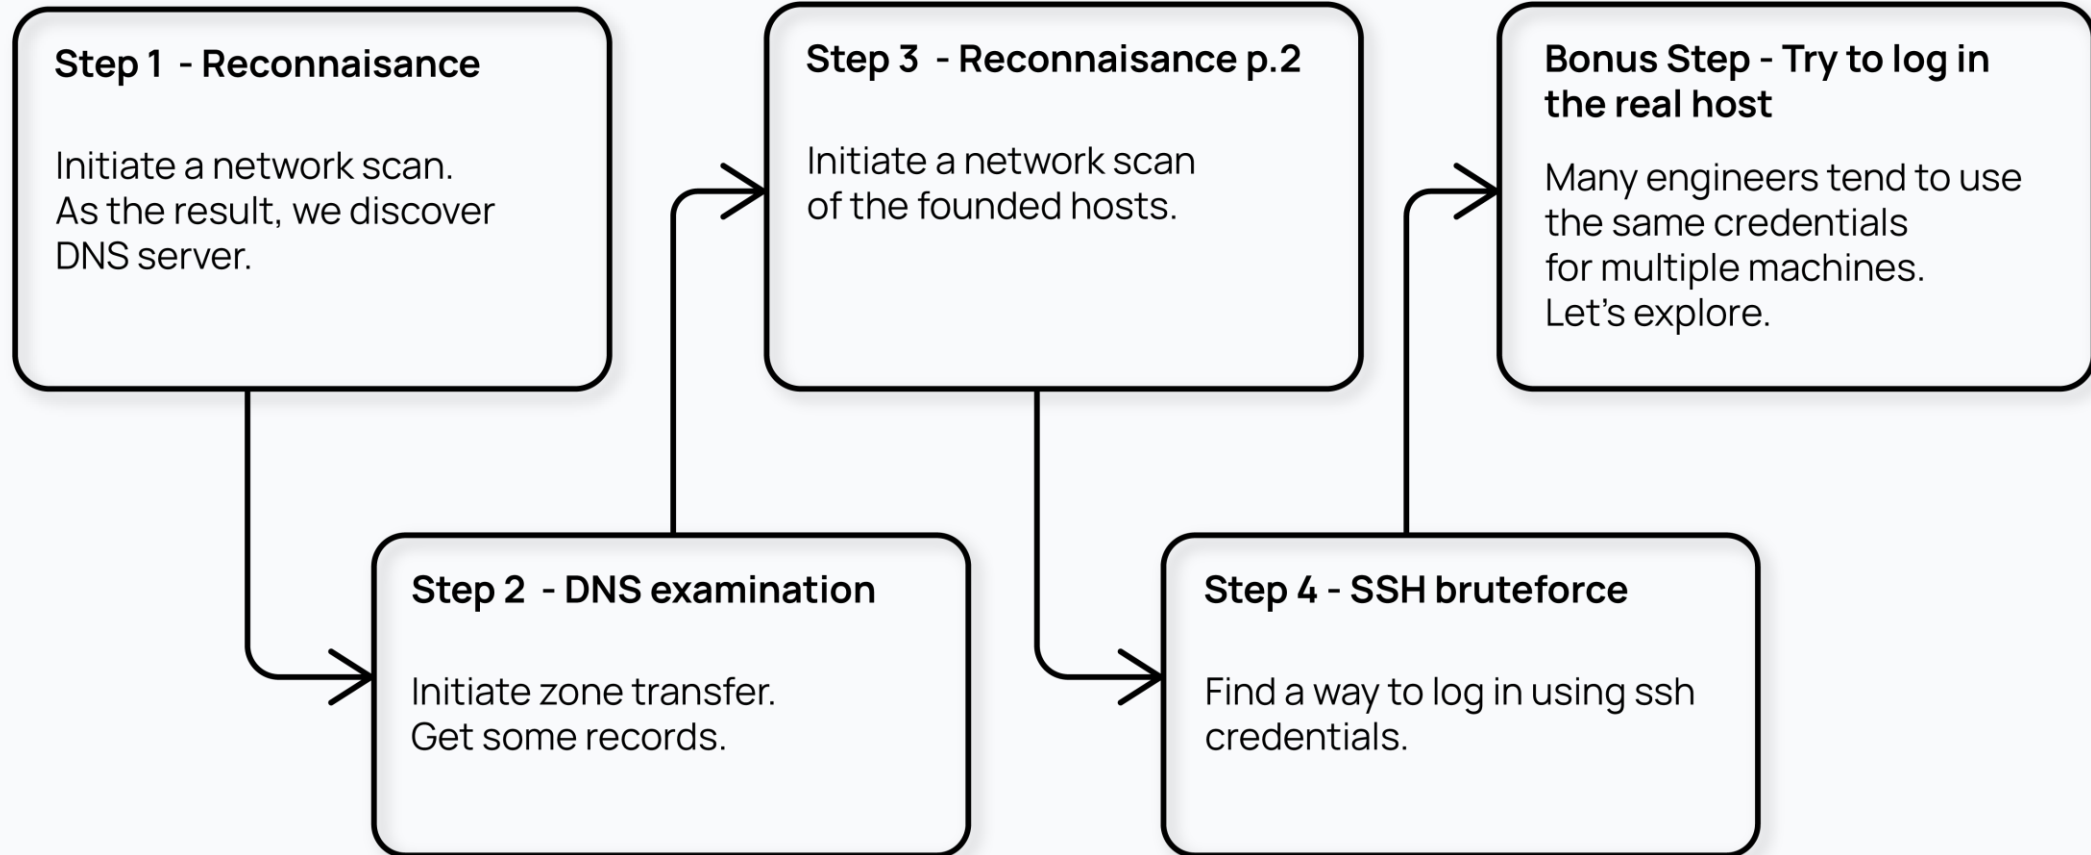 Step 1 - Reconnaisance
Initiate a network scan.
As the result, we discover
DNS server.
Step 2 - DNS examination
Initiate zone transfer.
Get some records.
Step 3 - Reconnaisance p.2
Initiate a network scan
of the founded hosts.
Step 4 - SSH bruteforce
Find a way to log in using ssh
credentials.
Bonus Step - Try to log in
the real host
Many engineers tend to use
the same credentials
for multiple machines.
Let's explore.